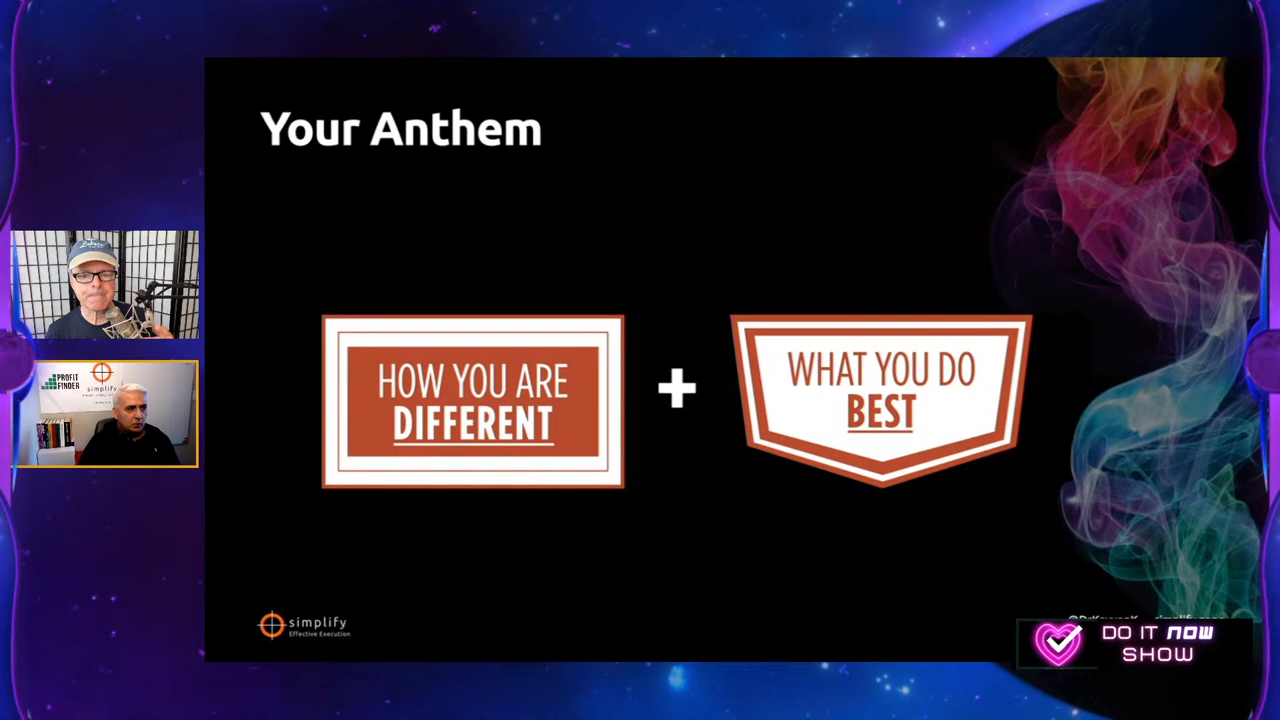 Your Anthem
HOW YOU ARE
DIFFERENT
+
WHAT YOU DO
BEST
PROFIT
FINDER
simplify
simplify
Effective Execution
DO IT NOW
SHOW